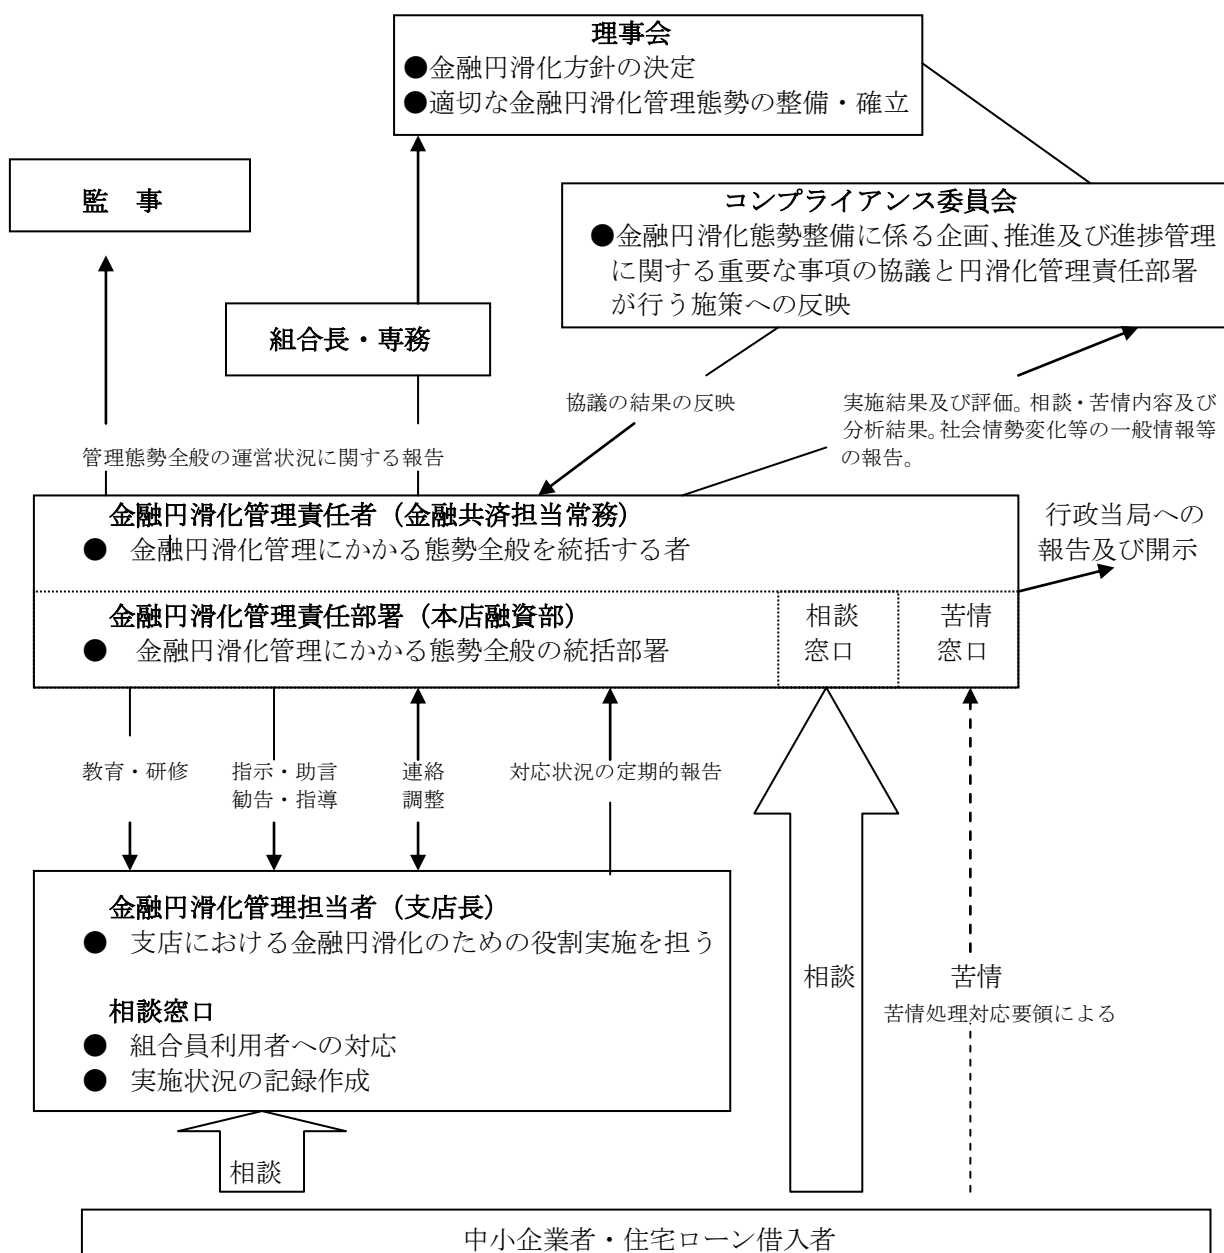 理事会
●金融円滑化方針の決定
●適切な金融円滑化管理態勢の整備・確立
監　事
コンプライアンス委員会
●金融円滑化態勢整備に係る企画、推進及び進捗管理
に関する重要な事項の協議と円滑化管理責任部署
が行う施策への反映
組合長・専務
協議の結果の反映
実施結果及び評価。相談・苦情内容及び
分析結果。社会情勢変化等の一般情報等
の報告。
管理態勢全般の運営状況に関する報告
金融円滑化管理責任者（金融共済担当常務）
●　金融円滑化管理にかかる態勢全般を統括する者
行政当局への
報告及び開示
金融円滑化管理責任部署（本店融資部）
●　金融円滑化管理にかかる態勢全般の統括部署
相談
窓口
苦情
窓口
教育・研修
指示・助言
勧告・指導
連絡
調整
対応状況の定期的報告
金融円滑化管理担当者（支店長）
●　支店における金融円滑化のための役割実施を担う
相談窓口
●　組合員利用者への対応
●　実施状況の記録作成
相談
苦情
苦情処理対応要領による
相談
中小企業者・住宅ローン借入者